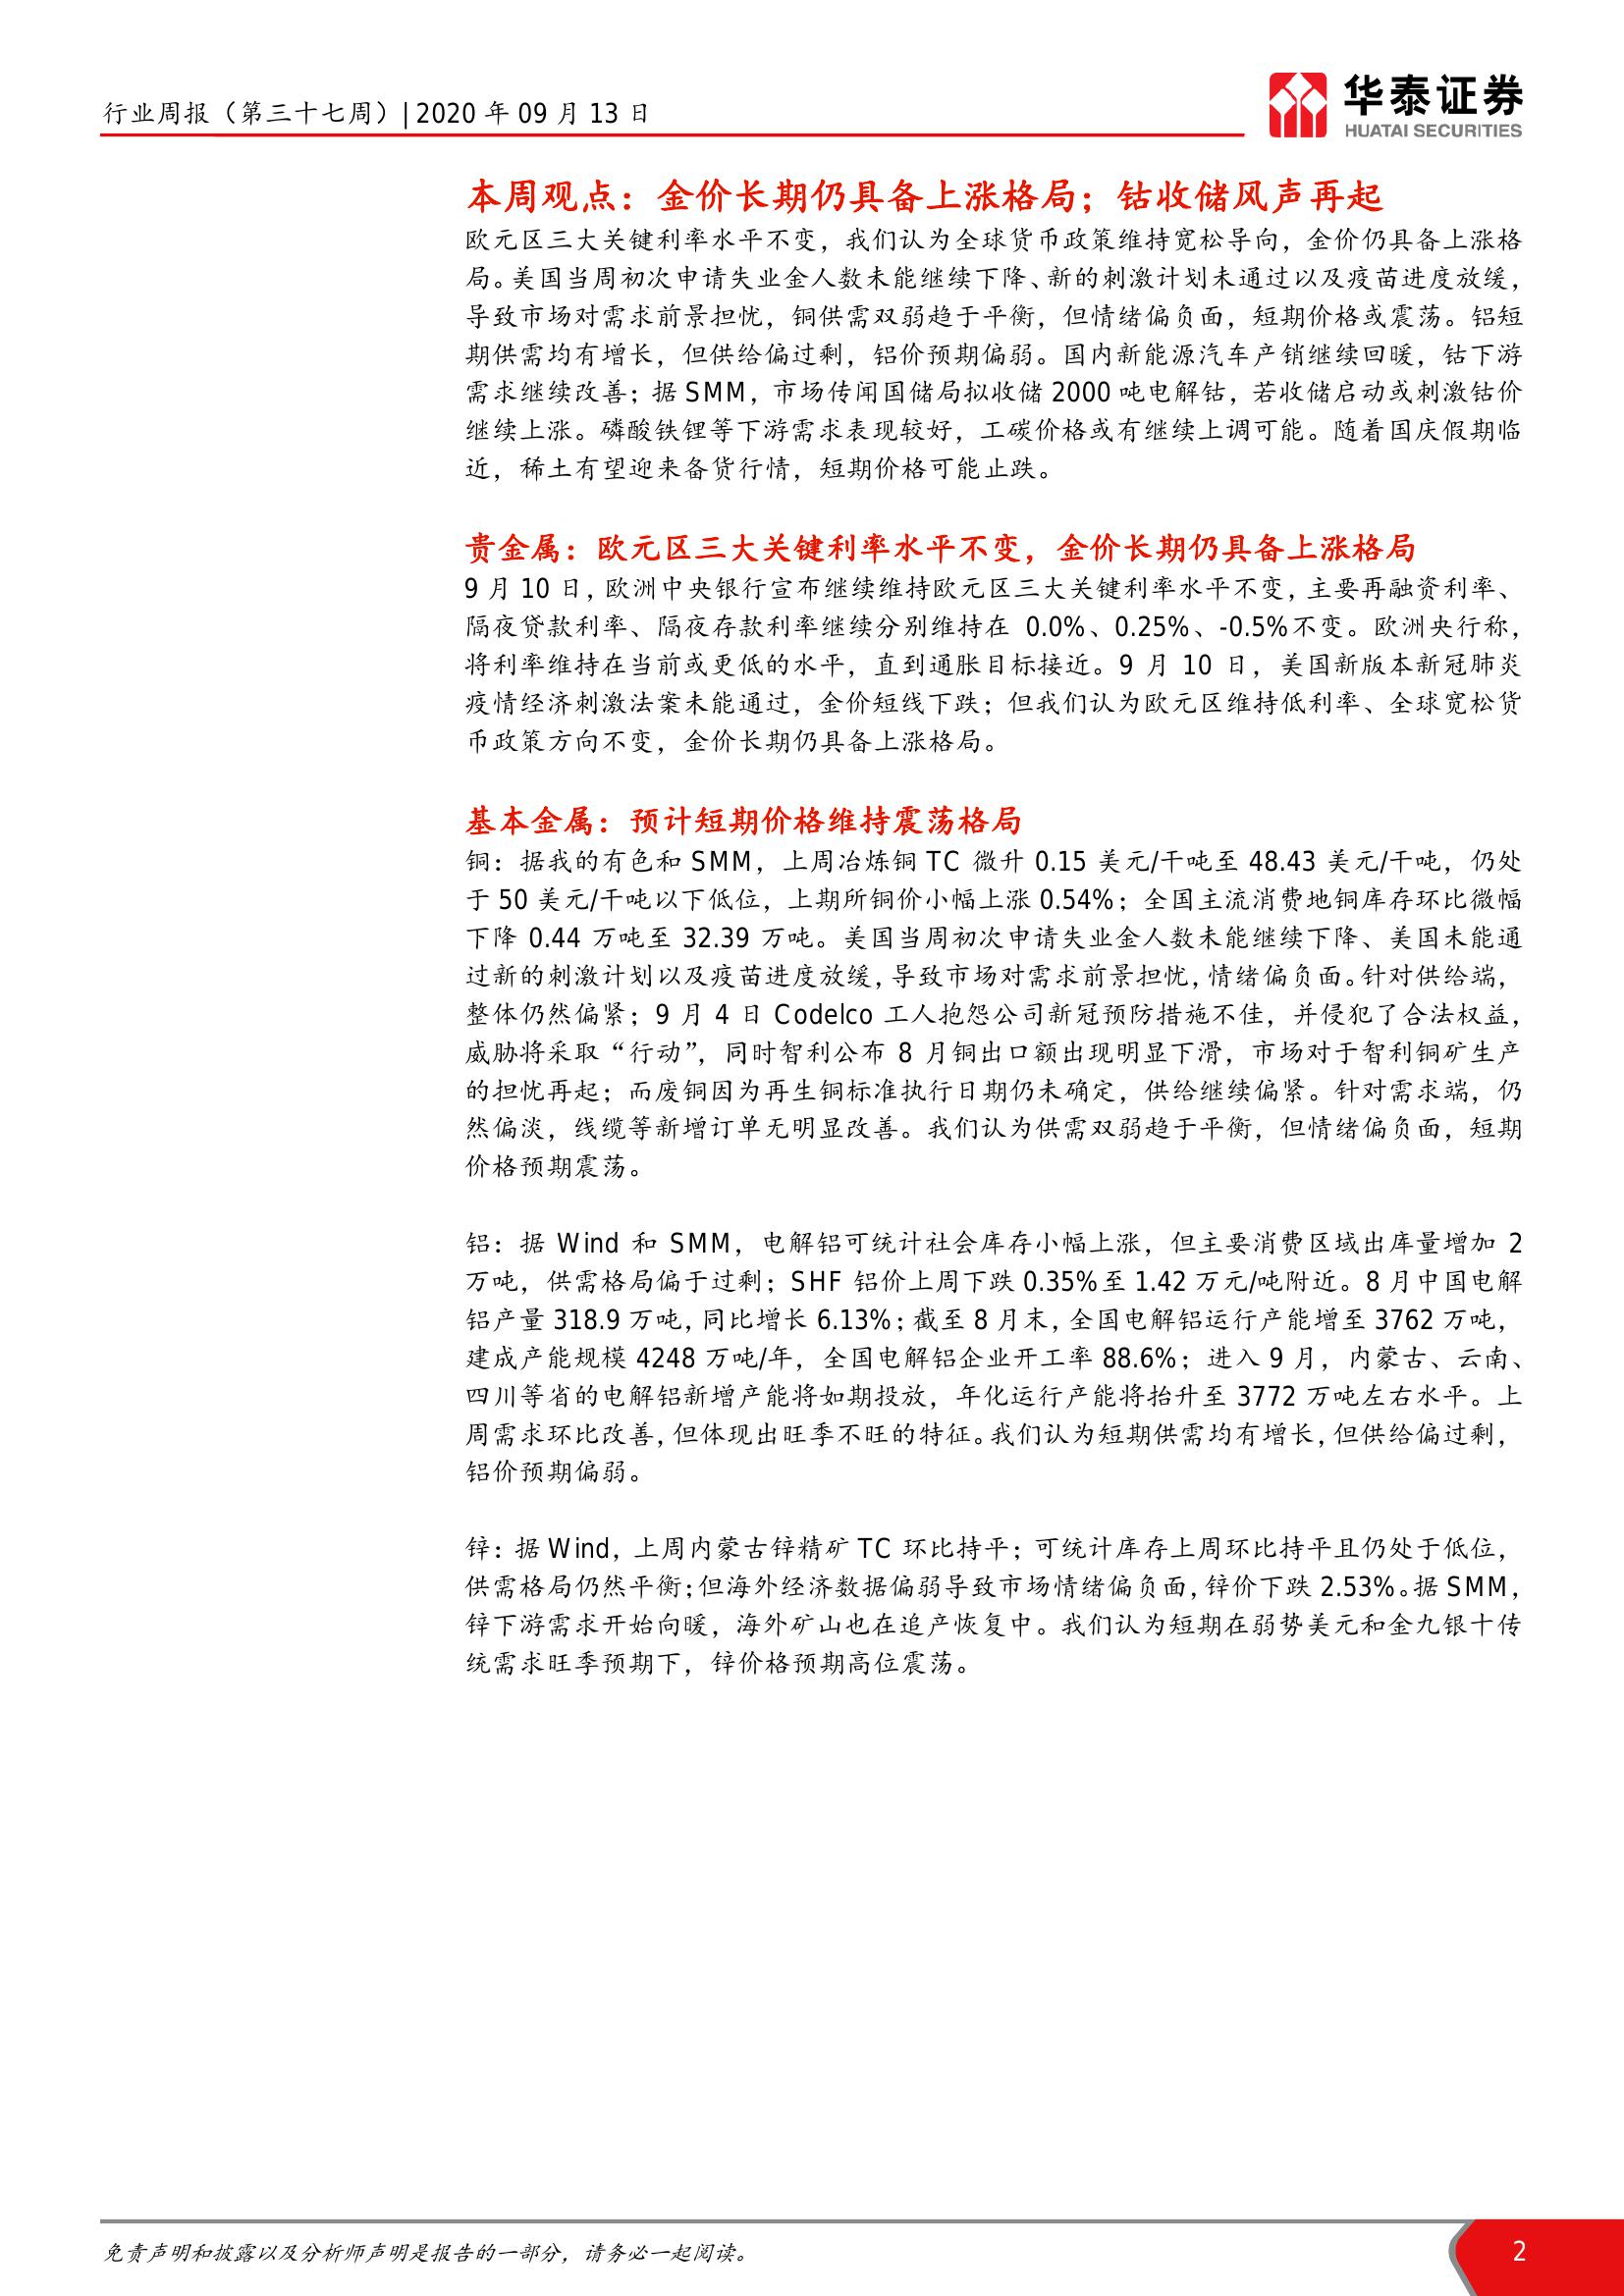 行业周报（第三十七周）| 2020 年 09 月 13 日
华泰证券
HUATAI SECURITIES
本周观点：金价长期仍具备上涨格局；钴收储风声再起
欧元区三大关键利率水平不变，我们认为全球货币政策维持宽松导向，金价仍具备上涨格
局。美国当周初次申请失业金人数未能继续下降、新的刺激计划未通过以及疫苗进度放缓，
导致市场对需求前景担忧，铜供需双弱趋于平衡，但情绪偏负面，短期价格或震荡。铝短
期供需均有增长，但供给偏过剩，铝价预期偏弱。国内新能源汽车产销继续回暖，钴下游
需求继续改善；据 SMM，市场传闻国储局拟收储 2000 吨电解钴，若收储启动或刺激钴价
继续上涨。磷酸铁锂等下游需求表现较好，工碳价格或有继续上调可能。随着国庆假期临
近，稀土有望迎来备货行情，短期价格可能止跌。
贵金属：欧元区三大关键利率水平不变，金价长期仍具备上涨格局
9 月 10 日，欧洲中央银行宣布继续维持欧元区三大关键利率水平不变，主要再融资利率、
隔夜贷款利率、隔夜存款利率继续分别维持在 0.0%、0.25%、-0.5%不变。欧洲央行称，
将利率维持在当前或更低的水平，直到通胀目标接近。9 月 10 日，美国新版本新冠肺炎
疫情经济刺激法案未能通过，金价短线下跌；但我们认为欧元区维持低利率、全球宽松货
币政策方向不变，金价长期仍具备上涨格局。
基本金属：预计短期价格维持震荡格局
铜：据我的有色和 SMM，上周冶炼铜 TC 微升 0.15 美元/干吨至 48.43 美元/干吨，仍处
于 50 美元/干吨以下低位，上期所铜价小幅上涨 0.54%；全国主流消费地铜库存环比微幅
下降 0.44 万吨至 32.39 万吨。美国当周初次申请失业金人数未能继续下降、美国未能通
过新的刺激计划以及疫苗进度放缓，导致市场对需求前景担忧，情绪偏负面。针对供给端，
整体仍然偏紧；9 月 4 日 Codelco 工人抱怨公司新冠预防措施不佳，并侵犯了合法权益，
威胁将采取“行动”，同时智利公布 8 月铜出口额出现明显下滑，市场对于智利铜矿生产
的担忧再起；而废铜因为再生铜标准执行日期仍未确定，供给继续偏紧。针对需求端，仍
然偏淡，线缆等新增订单无明显改善。我们认为供需双弱趋于平衡，但情绪偏负面，短期
价格预期震荡。
铝：据 Wind 和 SMM，电解铝可统计社会库存小幅上涨，但主要消费区域出库量增加 2
万吨，供需格局偏于过剩；SHF 铝价上周下跌 0.35%至 1.42 万元/吨附近。8 月中国电解
铝产量 318.9 万吨，同比增长 6.13%；截至 8 月末，全国电解铝运行产能增至 3762 万吨，
建成产能规模 4248 万吨/年，全国电解铝企业开工率 88.6%；进入 9 月，内蒙古、云南、
四川等省的电解铝新增产能将如期投放，年化运行产能将抬升至 3772 万吨左右水平。上
周需求环比改善，但体现出旺季不旺的特征。我们认为短期供需均有增长，但供给偏过剩，
铝价预期偏弱。
锌：据 Wind，上周内蒙古锌精矿 TC 环比持平；可统计库存上周环比持平且仍处于低位，
供需格局仍然平衡；但海外经济数据偏弱导致市场情绪偏负面，锌价下跌 2.53%。据 SMM，
锌下游需求开始向暖，海外矿山也在追产恢复中。我们认为短期在弱势美元和金九银十传
统需求旺季预期下，锌价格预期高位震荡。
免责声明和披露以及分析师声明是报告的一部分，请务必一起阅读。
2